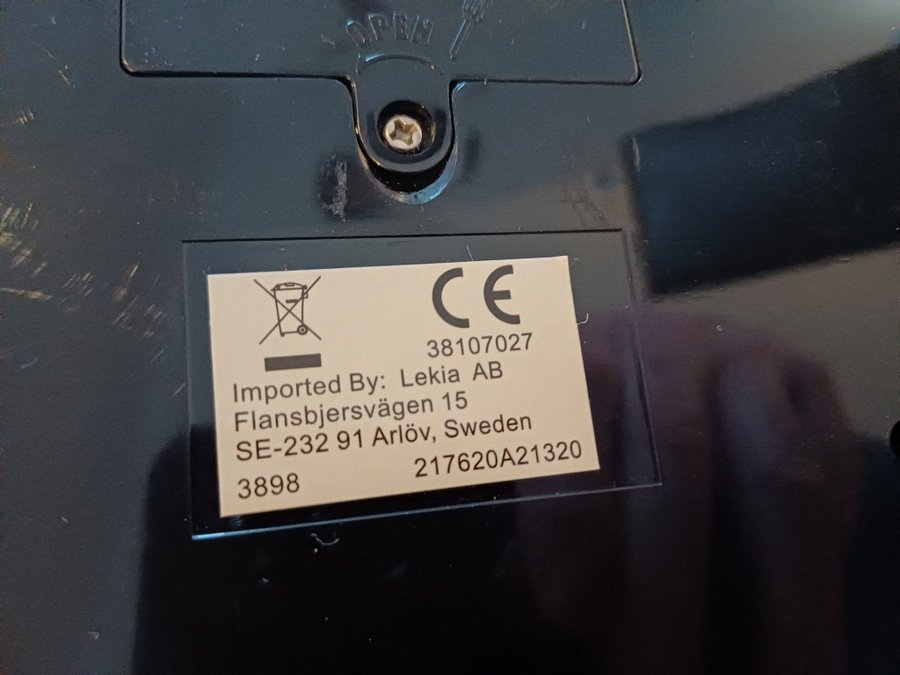 OPEN
CE
38107027
Imported By: Lekia AB
Flansbjersvägen 15
SE-232 91 Arlöv, Sweden
3898 217620A21320